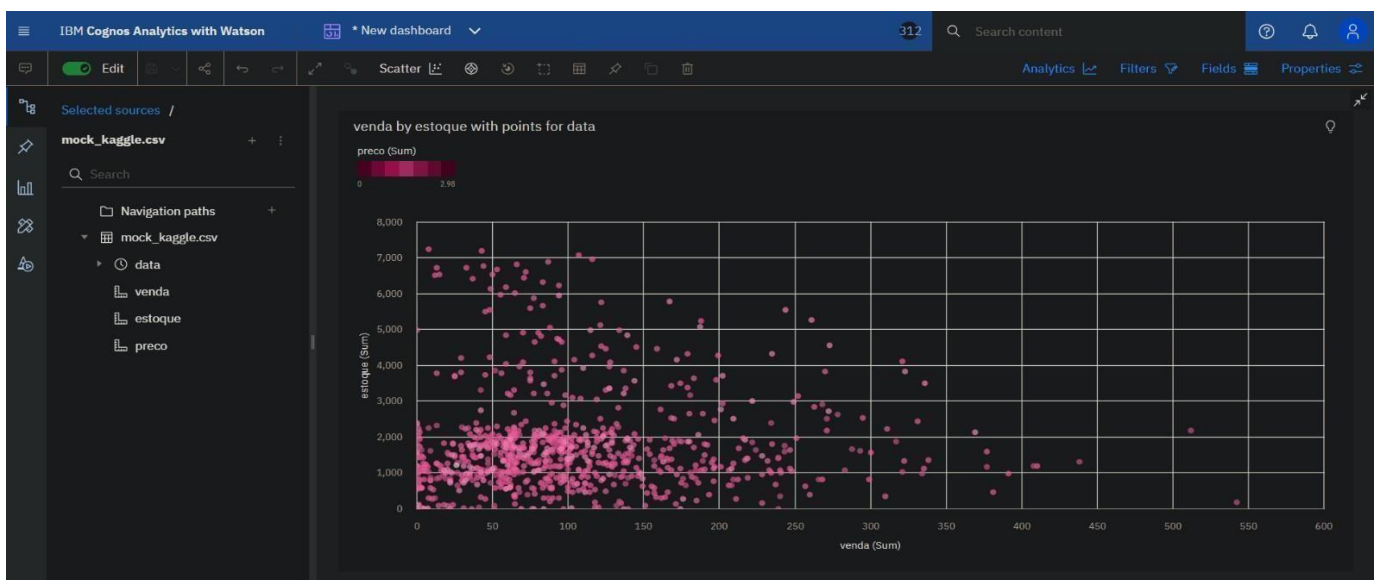 IBM Cognos Analytics with Watson
* New dashboard
312
Search content
Edit
Scatter
Analytics
Filters
Fields
Properties
Selected sources /
mock_kaggle.csv
Search
Navigation paths
mock_kaggle.csv
data
venda
estoque
preco
venda by estoque with points for data
preco (Sum)
0 2.98
8,000
7,000
6,000
5,000
4,000
3,000
2,000
1,000
0
estoque (Sum)
0 50 100 150 200 250 300 350 400 450 500 550 600
venda (Sum)